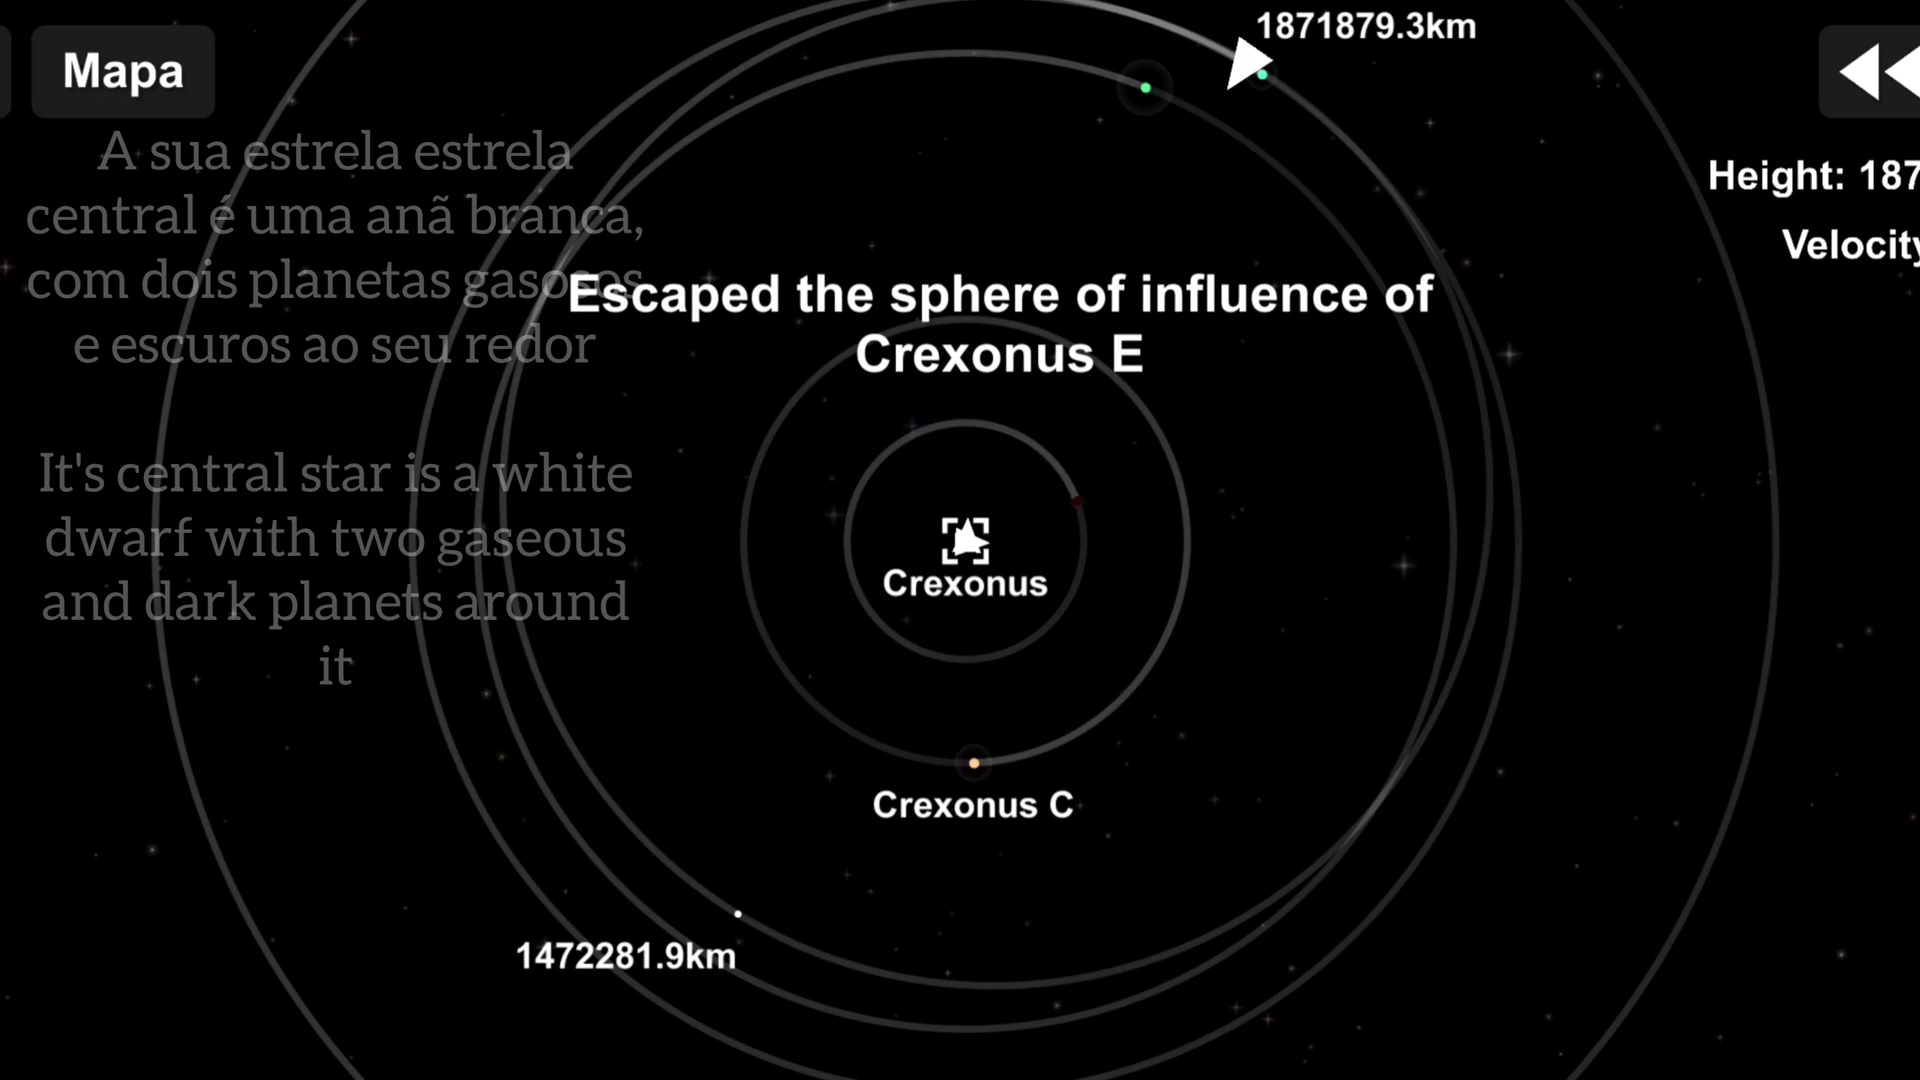 1871879.3km
Mapa
A sua estrela estrela
central é uma anã branca,
com dois planetas gasosos
e escuros ao seu redor
Height: 187
Velocity
Escaped the sphere of influence of
Crexonus E
It's central star is a white
dwarf with two gaseous
and dark planets around
it
Crexonus
Crexonus C
1472281.9km